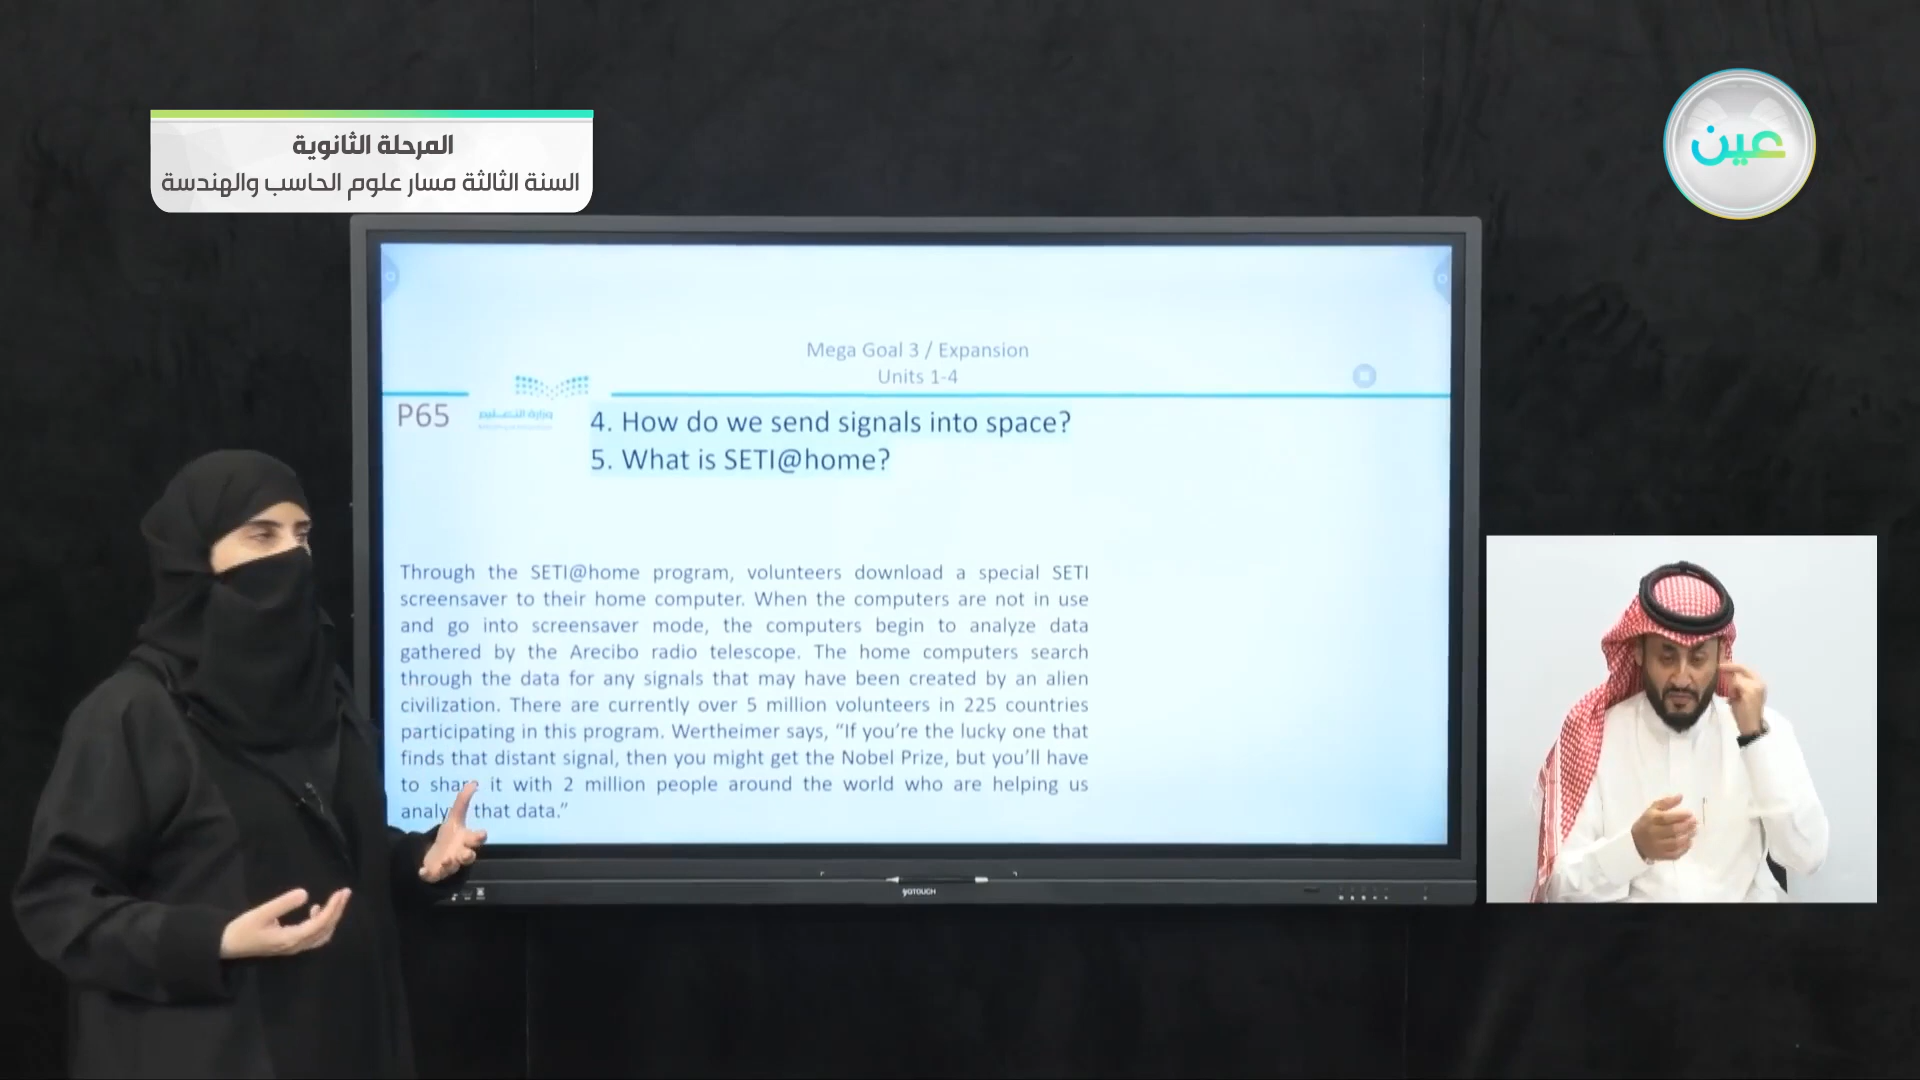 المرحلة الثانوية
السنة الثالثة مسار علوم الحاسب والهندسة
عين
Mega Goal 3 / Expansion
Units 1-4
P65
وزارة التعليم
4. How do we send signals into space?
5. What is SETI@home?
Through the SETI@home program, volunteers download a special SETI
screensaver to their home computer. When the computers are not in use
and go into screensaver mode, the computers begin to analyze data
gathered by the Arecibo radio telescope. The home computers search
through the data for any signals that may have been created by an alien
civilization. There are currently over 5 million volunteers in 225 countries
participating in this program. Wertheimer says, “If you’re the lucky one that
finds that distant signal, then you might get the Nobel Prize, but you’ll have
to share it with 2 million people around the world who are helping us
that data.”